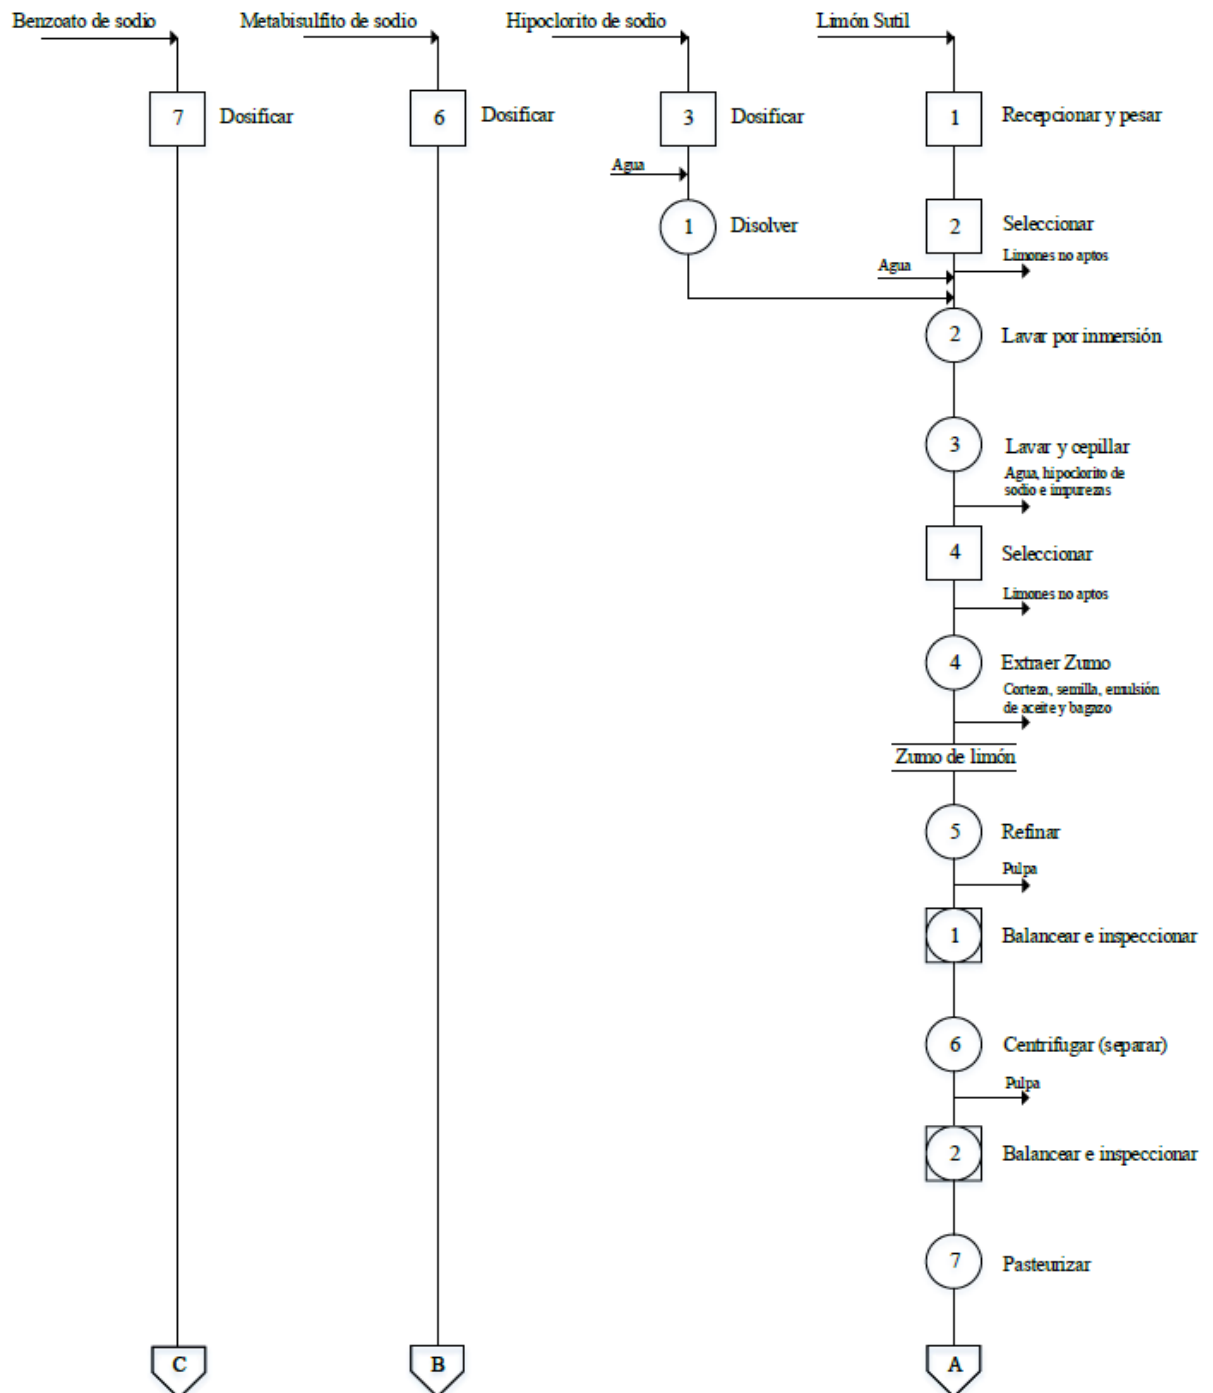 Benzoato de sodio
Metabisulfito de sodio
Hipoclorito de sodio
Limón Sutil
7
Dosificar
6
Dosificar
3
Dosificar
1
Recepcionar y pesar
Agua
1
Disolver
2
Seleccionar
Limones no aptos
Agua
2
Lavar por inmersión
3
Lavar y cepillar
Agua, hipoclorito de
sodio e impurezas
4
Seleccionar
Limones no aptos
4
Extraer Zumo
Corteza, semilla, emulsión
de aceite y bagazo
Zumo de limón
5
Refinar
Pulpa
1
Balancear e inspeccionar
6
Centrifugar (separar)
Pulpa
2
Balancear e inspeccionar
7
Pasteurizar
C
B
A